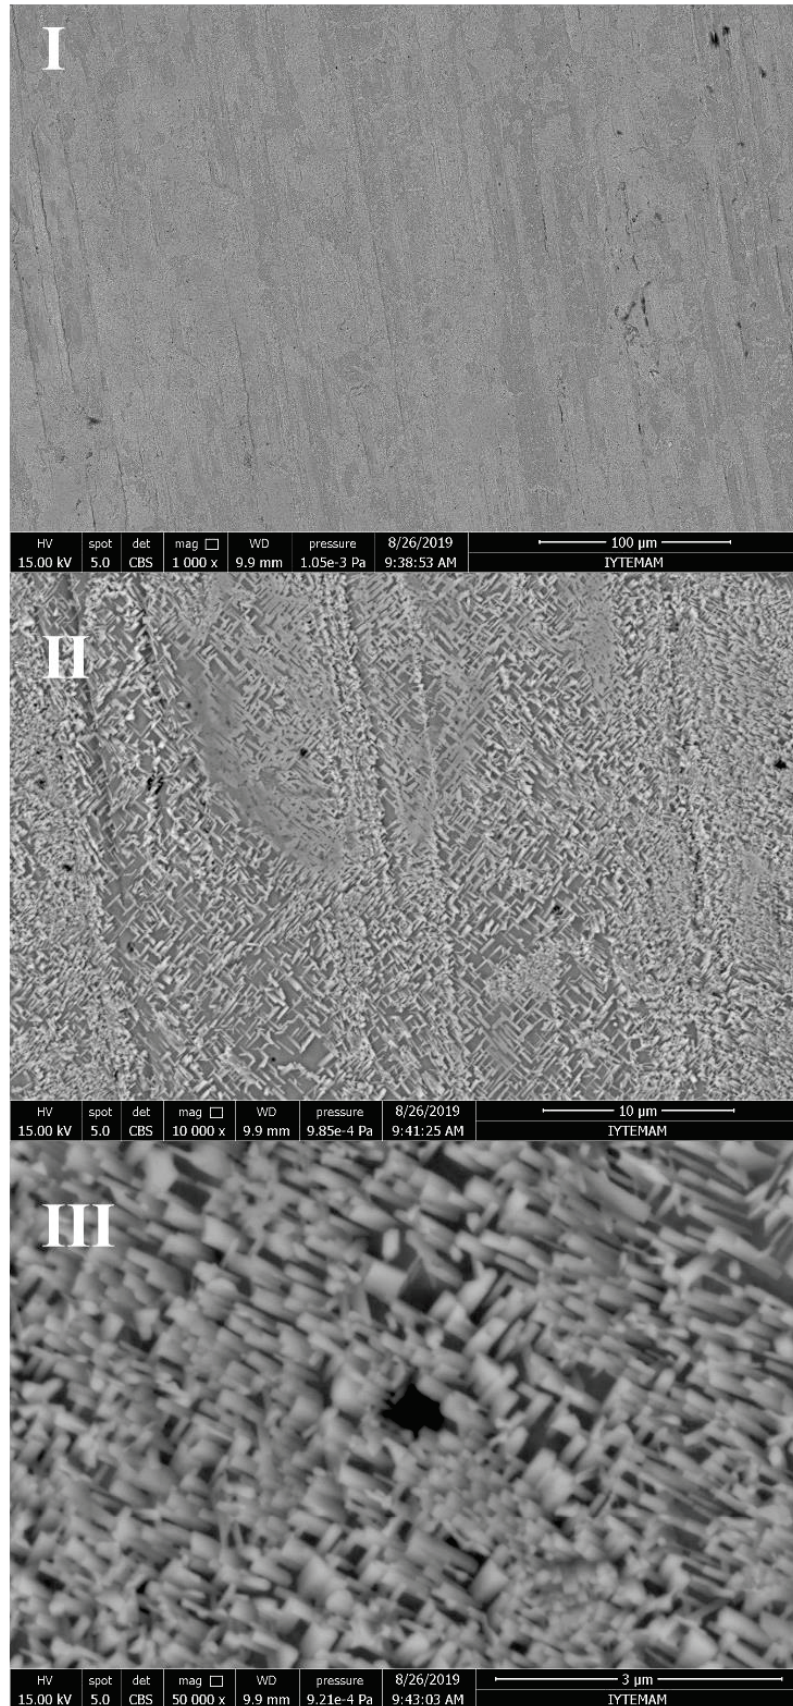 I
HV spot det mag WD pressure 8/26/2019 100 µm
15.00 kV 5.0 CBS 1 000 x 9.9 mm 1.05e-3 Pa 9:38:53 AM IYTEMAM
II
HV spot det mag WD pressure 8/26/2019 10 µm
15.00 kV 5.0 CBS 10 000 x 9.9 mm 9.85e-4 Pa 9:41:25 AM IYTEMAM
III
HV spot det mag WD pressure 8/26/2019 3 µm
15.00 kV 5.0 CBS 50 000 x 9.9 mm 9.21e-4 Pa 9:43:03 AM IYTEMAM